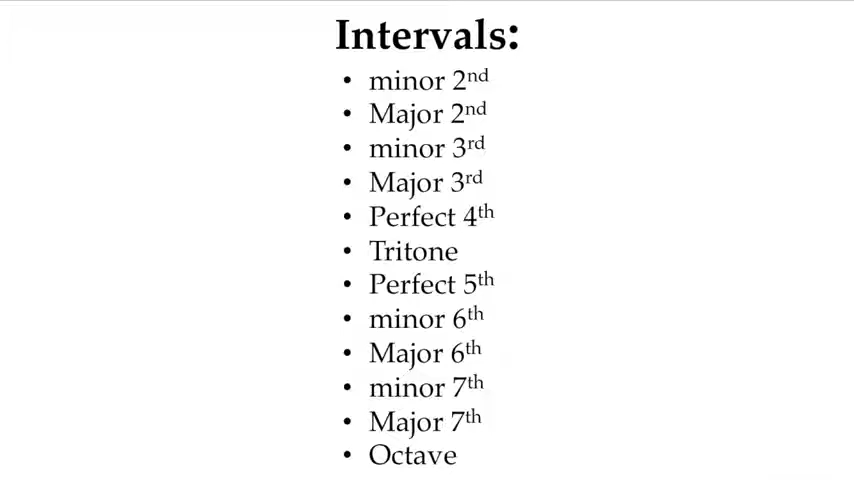 Intervals:
• minor 2nd
• Major 2nd
• minor 3rd
• Major 3rd
• Perfect 4th
• Tritone
• Perfect 5th
• minor 6th
• Major 6th
• minor 7th
• Major 7th
• Octave